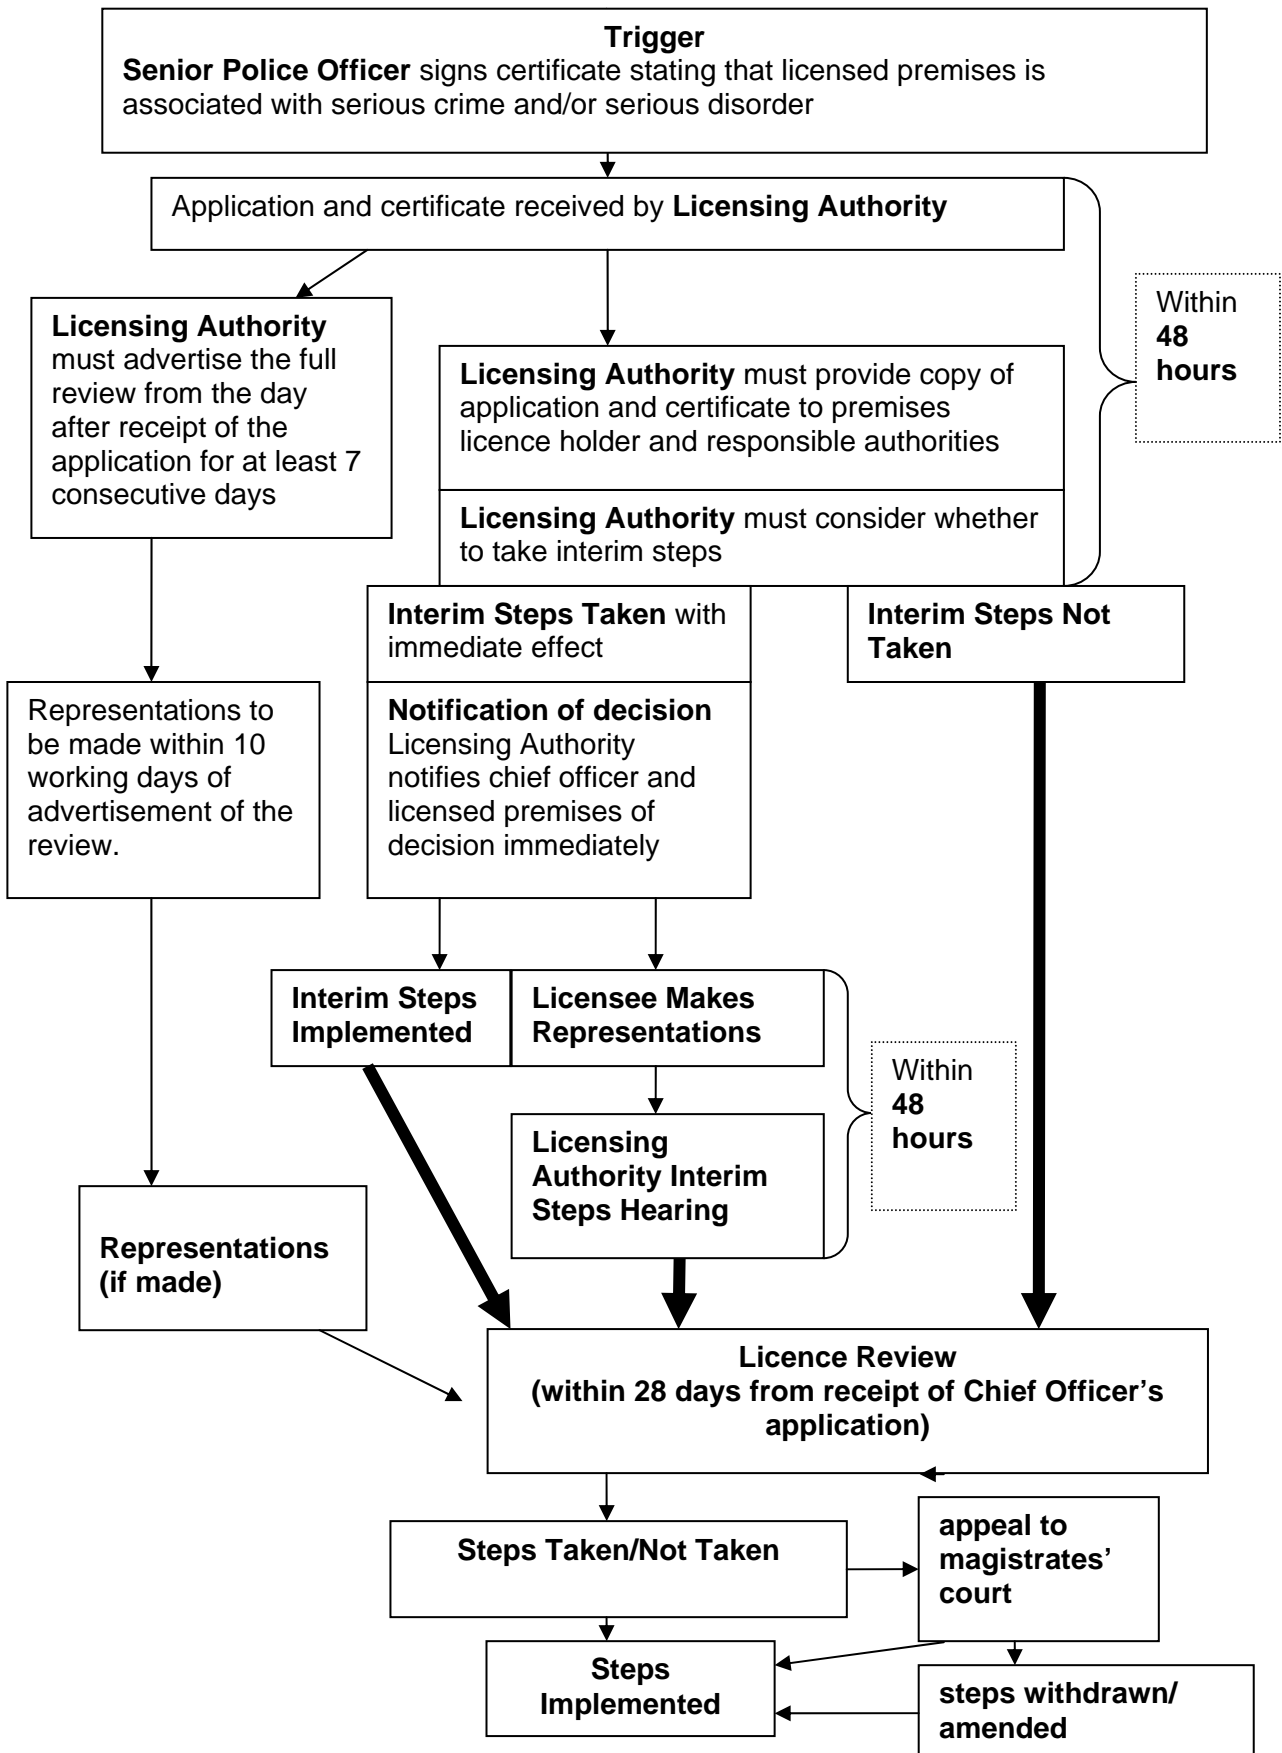 Trigger
Senior Police Officer signs certificate stating that licensed premises is
associated with serious crime and/or serious disorder
Application and certificate received by Licensing Authority
Within
48
hours
Licensing Authority
must advertise the full
review from the day
after receipt of the
application for at least 7
consecutive days
Licensing Authority must provide copy of
application and certificate to premises
licence holder and responsible authorities
Licensing Authority must consider whether
to take interim steps
Interim Steps Taken with
immediate effect
Interim Steps Not
Taken
Representations to
be made within 10
working days of
advertisement of the
review.
Notification of decision
Licensing Authority
notifies chief officer and
licensed premises of
decision immediately
Interim Steps
Implemented
Licensee Makes
Representations
Within
48
hours
Licensing
Authority Interim
Steps Hearing
Representations
(if made)
Licence Review
(within 28 days from receipt of Chief Officer’s
application)
Steps Taken/Not Taken
appeal to
magistrates’
court
Steps
Implemented
steps withdrawn/
amended